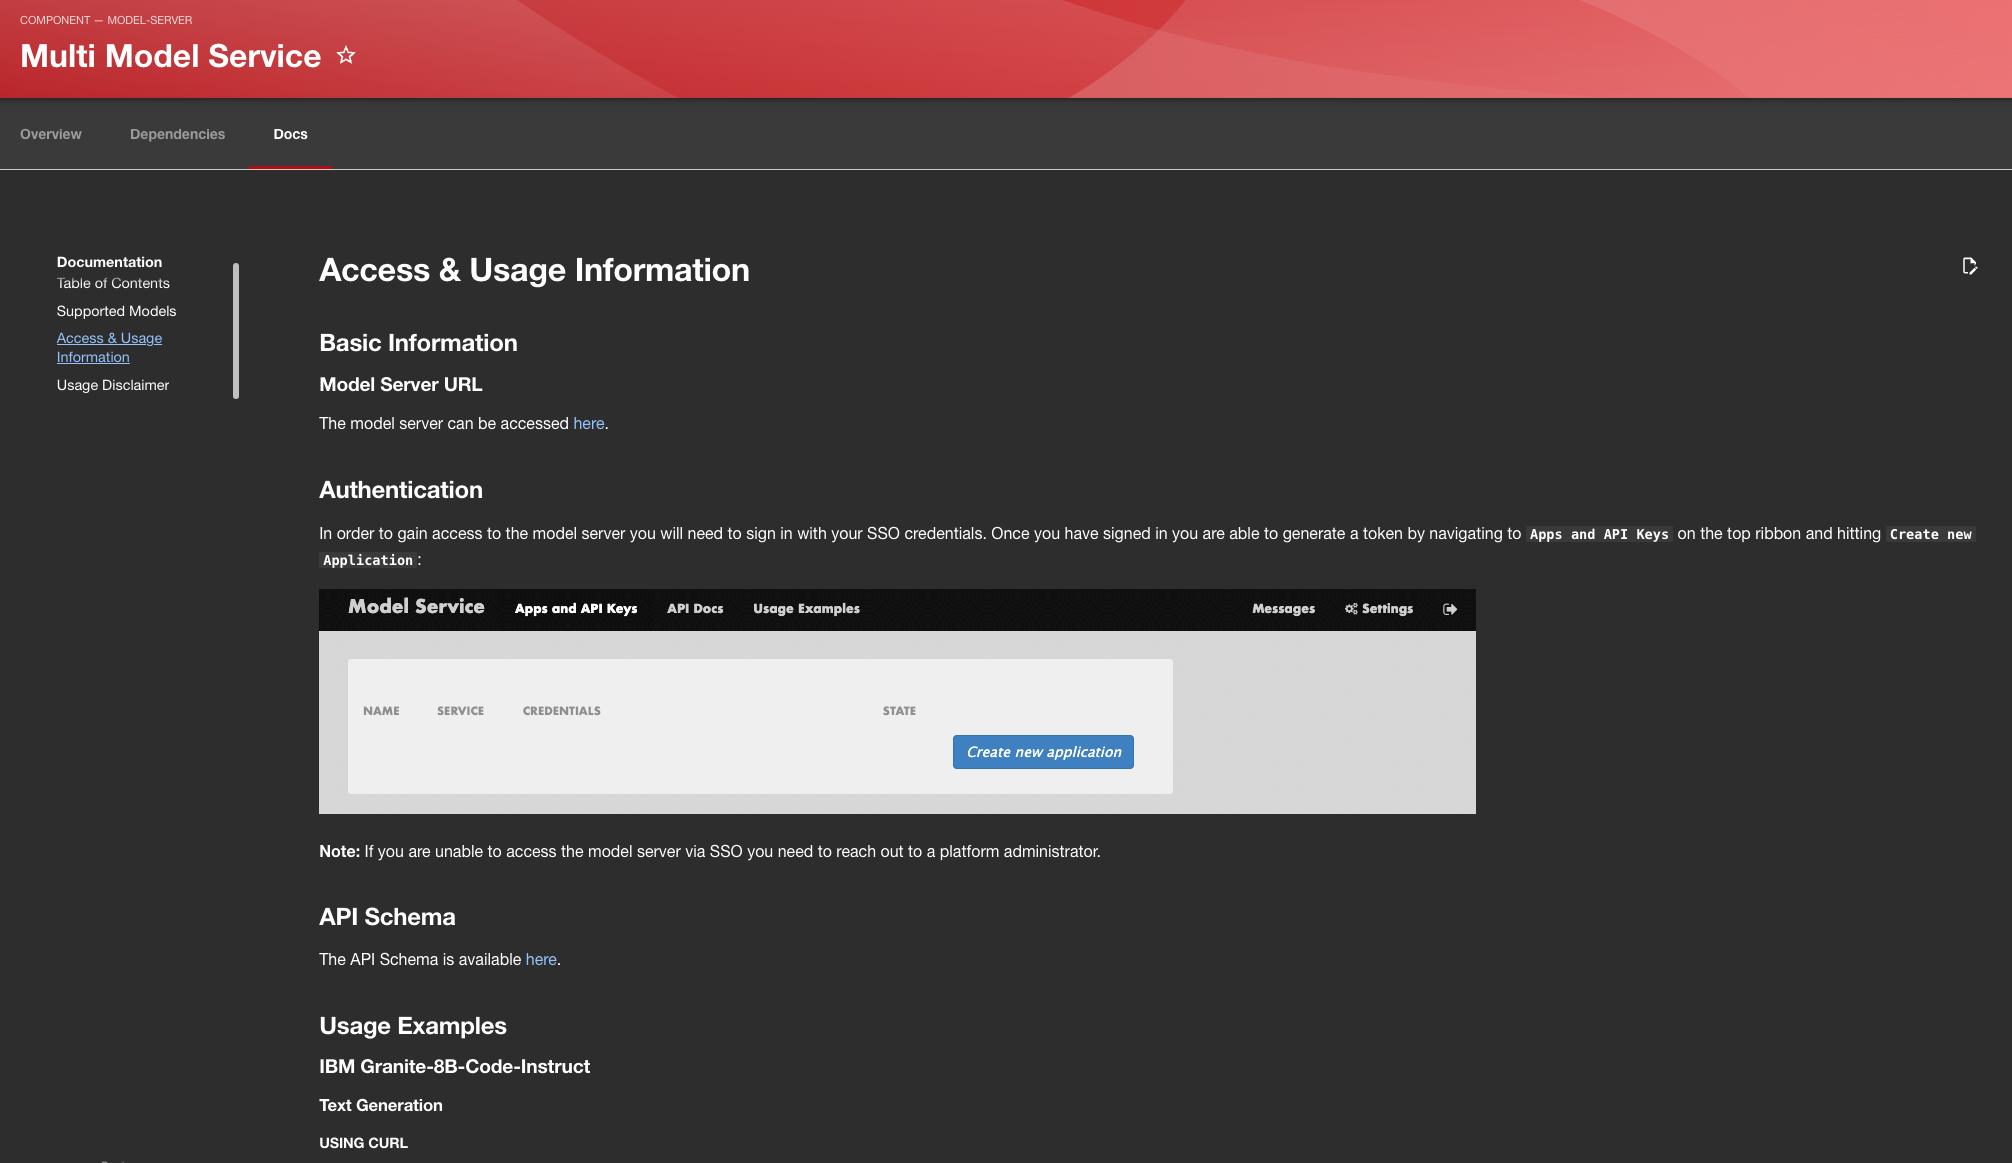 COMPONENT — MODEL-SERVER
Multi Model Service
Overview Dependencies Docs
Documentation
Table of Contents
Supported Models
Access & Usage
Information
Usage Disclaimer
Access & Usage Information
Basic Information
Model Server URL
The model server can be accessed here.
Authentication
In order to gain access to the model server you will need to sign in with your SSO credentials. Once you have signed in you are able to generate a token by navigating to Apps and API Keys on the top ribbon and hitting Create new
Application:
Model Service Apps and API Keys API Docs Usage Examples Messages Settings
NAME SERVICE CREDENTIALS STATE
Create new application
Note: If you are unable to access the model server via SSO you need to reach out to a platform administrator.
API Schema
The API Schema is available here.
Usage Examples
IBM Granite-8B-Code-Instruct
Text Generation
USING CURL